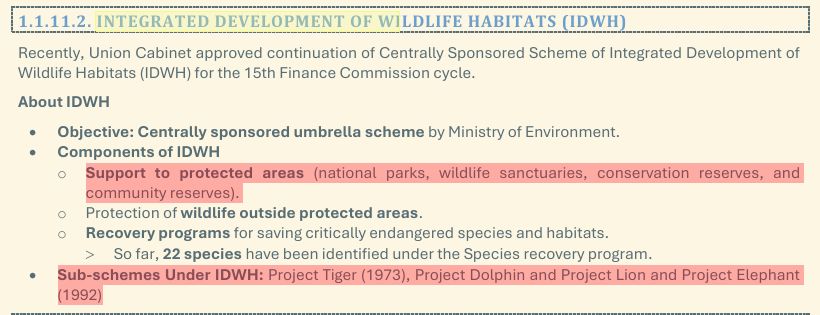 1.1.11.2. INTEGRATED DEVELOPMENT OF WILDLIFE HABITATS (IDWH)
Recently, Union Cabinet approved continuation of Centrally Sponsored Scheme of Integrated Development of
Wildlife Habitats (IDWH) for the 15th Finance Commission cycle.
About IDWH
• Objective: Centrally sponsored umbrella scheme by Ministry of Environment.
• Components of IDWH
o Support to protected areas (national parks, wildlife sanctuaries, conservation reserves, and
community reserves).
o Protection of wildlife outside protected areas.
o Recovery programs for saving critically endangered species and habitats.
> So far, 22 species have been identified under the Species recovery program.
• Sub-schemes Under IDWH: Project Tiger (1973), Project Dolphin and Project Lion and Project Elephant
(1992)